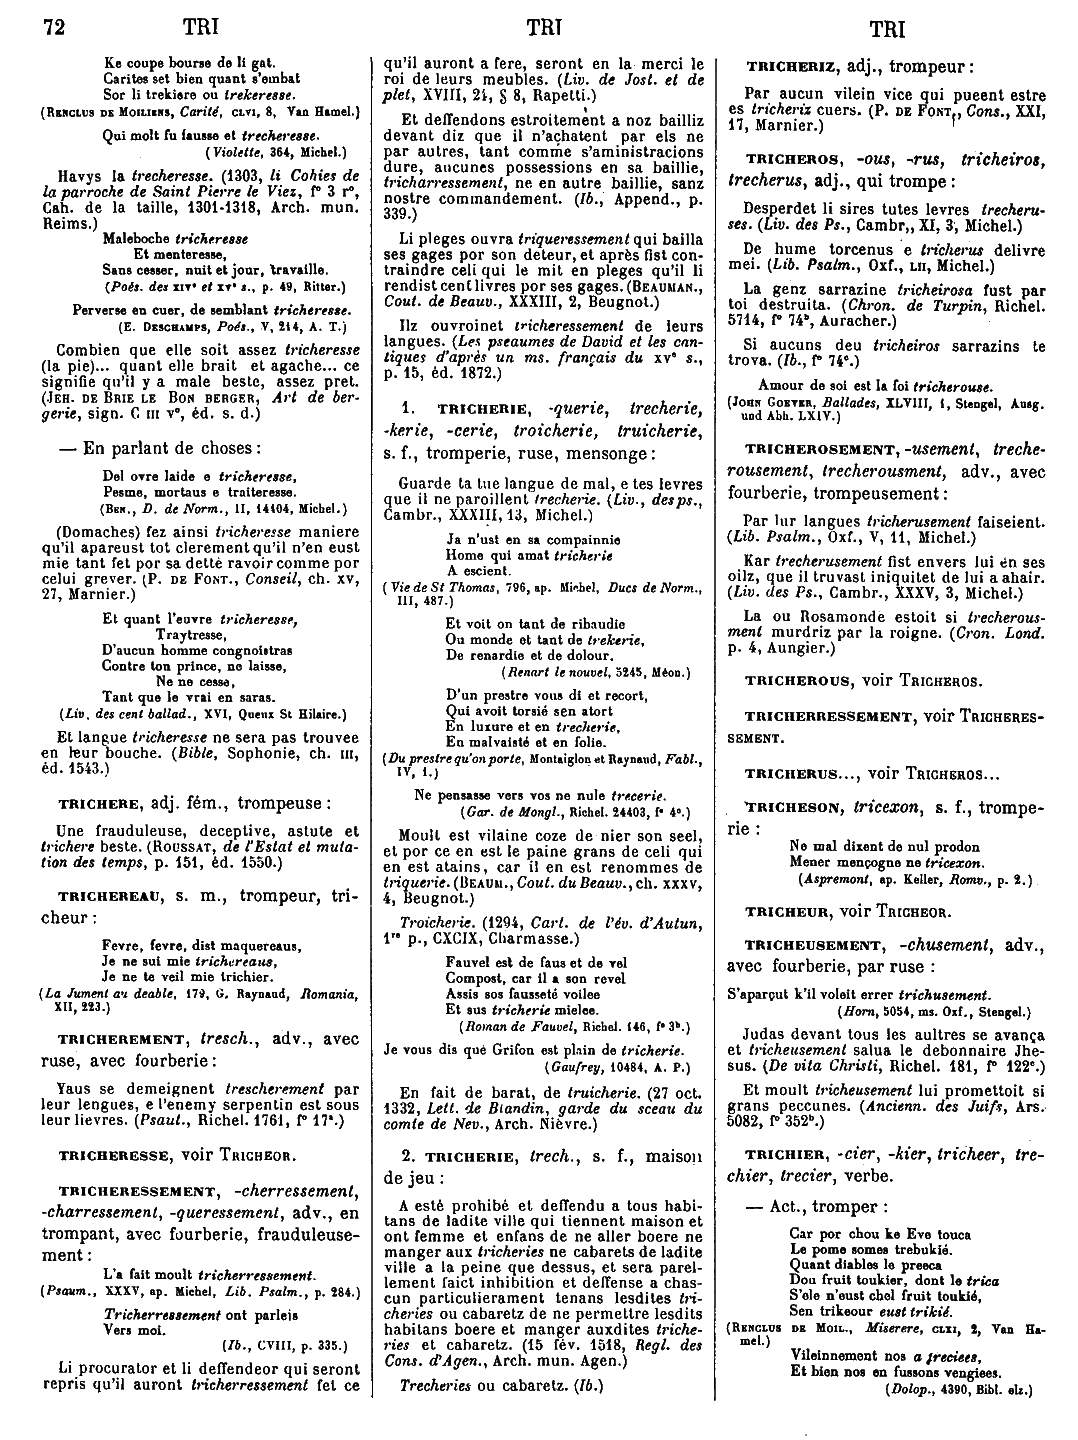 72 TRI TRI TRI
Ke coupe bourse de li gat.
Carites set bien quant s'embat
Sor li trekiere ou trekeresse.
(Renclus de Moiliens, Carité, clvi, 8, Van Hamel.)
Qui molt fu fausse et trecheresse.
(Violette, 364, Michel.)
Havys la trecheresse. (1303, li Cohies de
la parroche de Saint Pierre le Viez, f° 3 r°,
Cah. de la taille, 1301-1318, Arch. mun.
Reims.)
Maleboche tricheresse
Et menteresse,
Sans cesser, nuit et jour, travaille.
(Poés. des xiv° et xv° s., p. 49, Ritter.)
Perverse en cuer, de semblant tricheresse.
(E. Deschamps, Poés., V, 214, A. T.)
Combien que elle soit assez tricheresse
(la pie)... quant elle brait et agache... ce
signifie qu'il y a male beste, assez pret.
(Jeh. de Brie le Bon berger, Art de ber-
gerie, sign. C iii v°, éd. s. d.)
— En parlant de choses :
Del ovre laide e tricheresse,
Pesme, mortaus e traiteresse.
(Ben., D. de Norm., II, 14104, Michel.)
(Domaches) fez ainsi tricheresse maniere
qu'il apareust tot clerement qu'il n'en eust
mie tant fet por sa dette ravoir comme por
celui grever. (P. de Font., Conseil, ch. xv,
27, Marnier.)
Et quant l'euvre tricheresse,
Traytresse,
D'aucun homme congnoistras
Contre ton prince, ne laisse,
Ne ne cesse,
Tant que le vrai en saras.
(Liv. des cent ballad., XVI, Queux St Hilaire.)
Et langue tricheresse ne sera pas trouvee
en leur bouche. (Bible, Sophonie, ch. iii,
éd. 1543.)
TRICHERE, adj. fém., trompeuse :
Une frauduleuse, deceptive, astute et
trichere beste. (Roussat, de l'Estat et muta-
tion des temps, p. 151, éd. 1550.)
TRICHEREAU, s. m., trompeur, tri-
cheur :
Fevre, fevre, dist maquereaus,
Je ne sui mie trichereaus,
Je ne te veil mie trichier.
(La Jument au deable, 179, G. Raynaud, Romania,
XII, 223.)
TRICHEREMENT, tresch., adv., avec
ruse, avec fourberie :
Yaus se demeignent trescherement par
leur lengues, e l'enemy serpentin est sous
leur lievres. (Psaut., Richel. 1761, f° 17ª.)
TRICHERESSE, voir Tricheor.
TRICHERESSEMENT, -cherressement,
-charressement, -queressement, adv., en
trompant, avec fourberie, frauduleuse-
ment :
L'a fait moult tricherressement.
(Psaum., XXXV, ap. Michel, Lib. Psalm., p. 284.)
Tricherressement ont parleis
Vers moi.
(Ib., CVIII, p. 335.)
Li procurator et li deffendeor qui seront
repris qu'il auront tricherressement fet ce
qu'il auront a fere, seront en la merci le
roi de leurs meubles. (Liv. de Jost. et de
plet, XVIII, 24, § 8, Rapetti.)
Et deffendons estroitement a noz bailliz
devant diz que il n'achatent par els ne
par autres, tant comme s'aministracions
dure, aucunes possessions en sa baillie,
tricharressement, ne en autre baillie, sanz
nostre commandement. (Ib., Append., p.
339.)
Li pleges ouvra triqueressement qui bailla
ses gages por son deteur, et après fist con-
traindre celi qui le mit en pleges qu'il li
rendist cent livres por ses gages. (Beauman.,
Cout. de Beauv., XXXIII, 2, Beugnot.)
Ilz ouvroinet tricheressement de leurs
langues. (Les pseaumes de David et les can-
tiques d'après un ms. français du xv° s.,
p. 15, éd. 1872.)
1. TRICHERIE, -querie, trecherie,
-kerie, -cerie, troicherie, truicherie,
s. f., tromperie, ruse, mensonge :
Guarde ta tue langue de mal, e tes levres
que il ne paroillent trecherie. (Liv., des ps.,
Cambr., XXXIII, 13, Michel.)
Ja n'ust en sa compainnie
Home qui amat tricherie
A escient.
(Vie de St Thomas, 796, ap. Michel, Ducs de Norm.,
III, 487.)
Et voit on tant de ribaudie
Ou monde et tant de trekerie,
De renardie et de dolour.
(Renart le nouvel, 5245, Méon.)
D'un prestre vous di et recort,
Qui avoit torsié sen atort
En luxure et en trecherie,
En malvaisté et en folie.
(Du prestre qu'on porte, Montaiglon et Raynaud, Fabl.,
IV, 1.)
Ne pensasse vers vos ne nule trecerie.
(Gar. de Mongl., Richel. 24403, f° 4ª.)
Moult est vilaine coze de nier son seel,
et por ce en est le paine grans de celi qui
en est atains, car il en est renommes de
triquerie. (Beaum., Cout. du Beauv., ch. xxxv,
4, Beugnot.)
Troicherie. (1294, Cart. de l'év. d'Autun,
1re p., CXCIX, Charmasse.)
Fauvel est de faus et de vel
Compost, car il a son revel
Assis sos fausseté voilee
Et sus tricherie mielee.
(Roman de Fauvel, Richel. 146, f° 3b.)
Je vous dis que Grifon est plain de tricherie.
(Gaufrey, 10484, A. P.)
En fait de barat, de truicherie. (27 oct.
1332, Lett. de Blandin, garde du sceau du
comte de Nev., Arch. Nièvre.)
2. TRICHERIE, trech., s. f., maison
de jeu :
A esté prohibé et deffendu a tous habi-
tans de ladite ville qui tiennent maison et
ont femme et enfans de ne aller boere ne
manger aux tricheries ne cabarets de ladite
ville a la peine que dessus, et sera parel-
lement faict inhibition et deffense a chas-
cun particulierament tenans lesdites tri-
cheries ou cabaretz de ne permettre lesdits
habitans boere et manger auxdites triche-
ries et cabaretz. (15 fév. 1518, Regl. des
Cons. d'Agen., Arch. mun. Agen.)
Trecheries ou cabaretz. (Ib.)
TRICHERIZ, adj., trompeur :
Par aucun vilein vice qui pueent estre
es tricheriz cuers. (P. de Font., Cons., XXI,
17, Marnier.)
TRICHEROS, -ous, -rus, tricheiros,
trecherus, adj., qui trompe :
Desperdet li sires tutes levres trecheru-
ses. (Liv. des Ps., Cambr., XI, 3, Michel.)
De hume torcenus e tricherus delivre
mei. (Lib. Psalm., Oxf., lii, Michel.)
La genz sarrazine tricheirosa fust par
toi destruita. (Chron. de Turpin, Richel.
5714, f° 74b, Auracher.)
Si aucuns deu tricheiros sarrazins te
trova. (Ib., f° 74c.)
Amour de soi est la foi tricherouse.
(John Gower, Ballades, XLVIII, 1, Stengel, Ausg.
und Abh. LXIV.)
TRICHEROSEMENT, -usement, treche-
rousement, trecherousment, adv., avec
fourberie, trompeusement :
Par lur langues tricherusement faiseient.
(Lib. Psalm., Oxf., V, 11, Michel.)
Kar trecherusement fist envers lui en ses
oilz, que il truvast iniquitet de lui a ahair.
(Liv. des Ps., Cambr., XXXV, 3, Michel.)
La ou Rosamonde estoit si trecherous-
ment murdriz par la roigne. (Cron. Lond.
p. 4, Aungier.)
TRICHEROUS, voir Tricheros.
TRICHERRESSEMENT, voir Tricheres-
sement.
TRICHERUS..., voir Tricheros...
TRICHESON, tricexon, s. f., trompe-
rie :
Ne mal dixent de nul prodon
Mener mençogne ne tricexon.
(Aspremont, ap. Keller, Romv., p. 2.)
TRICHEUR, voir Tricheor.
TRICHEUSEMENT, -chusement, adv.,
avec fourberie, par ruse :
S'aparçut k'il voleit errer trichusement.
(Horn, 5054, ms. Oxf., Stengel.)
Judas devant tous les aultres se avança
et tricheusement salua le debonnaire Jhe-
sus. (De vita Christi, Richel. 181, f° 122c.)
Et moult tricheusement lui promettoit si
grans peccunes. (Ancienn. des Juifs, Ars.
5082, f° 352b.)
TRICHIER, -cier, -kier, tricheer, tre-
chier, trecier, verbe.
— Act., tromper :
Car por chou ke Eve touca
Le pome somes trebukié.
Quant diables le preeca
Dou fruit toukier, dont le trica
S'ele n'eust chel fruit toukié,
Sen trikeour eust trikié.
(Renclus de Moil., Miserere, clxi, 2, Van Ha-
mel.)
Vileinnement nos a treciees,
Et bien nos en fussons vengiees.
(Dolop., 4390, Bibl. elz.)